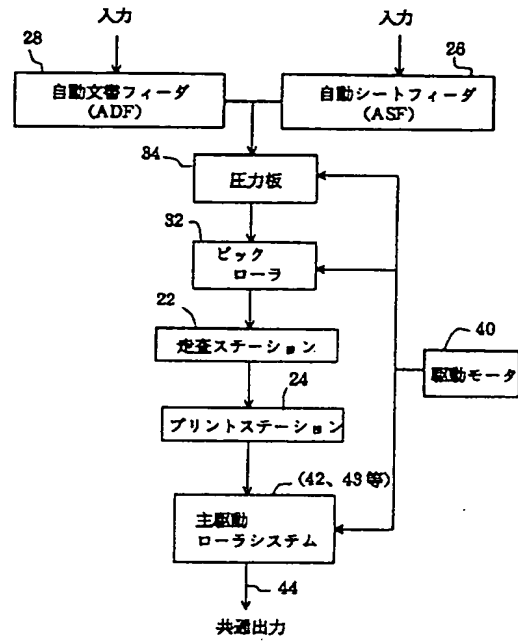 入力
入力
28
26
自動文書フィーダ
(ADF)
自動シートフィーダ
(ASF)
34
圧力板
32
ピック
ローラ
22
走査ステーション
40
駆動モータ
24
プリントステーション
(42、43等)
主駆動
ローラシステム
44
共通出力